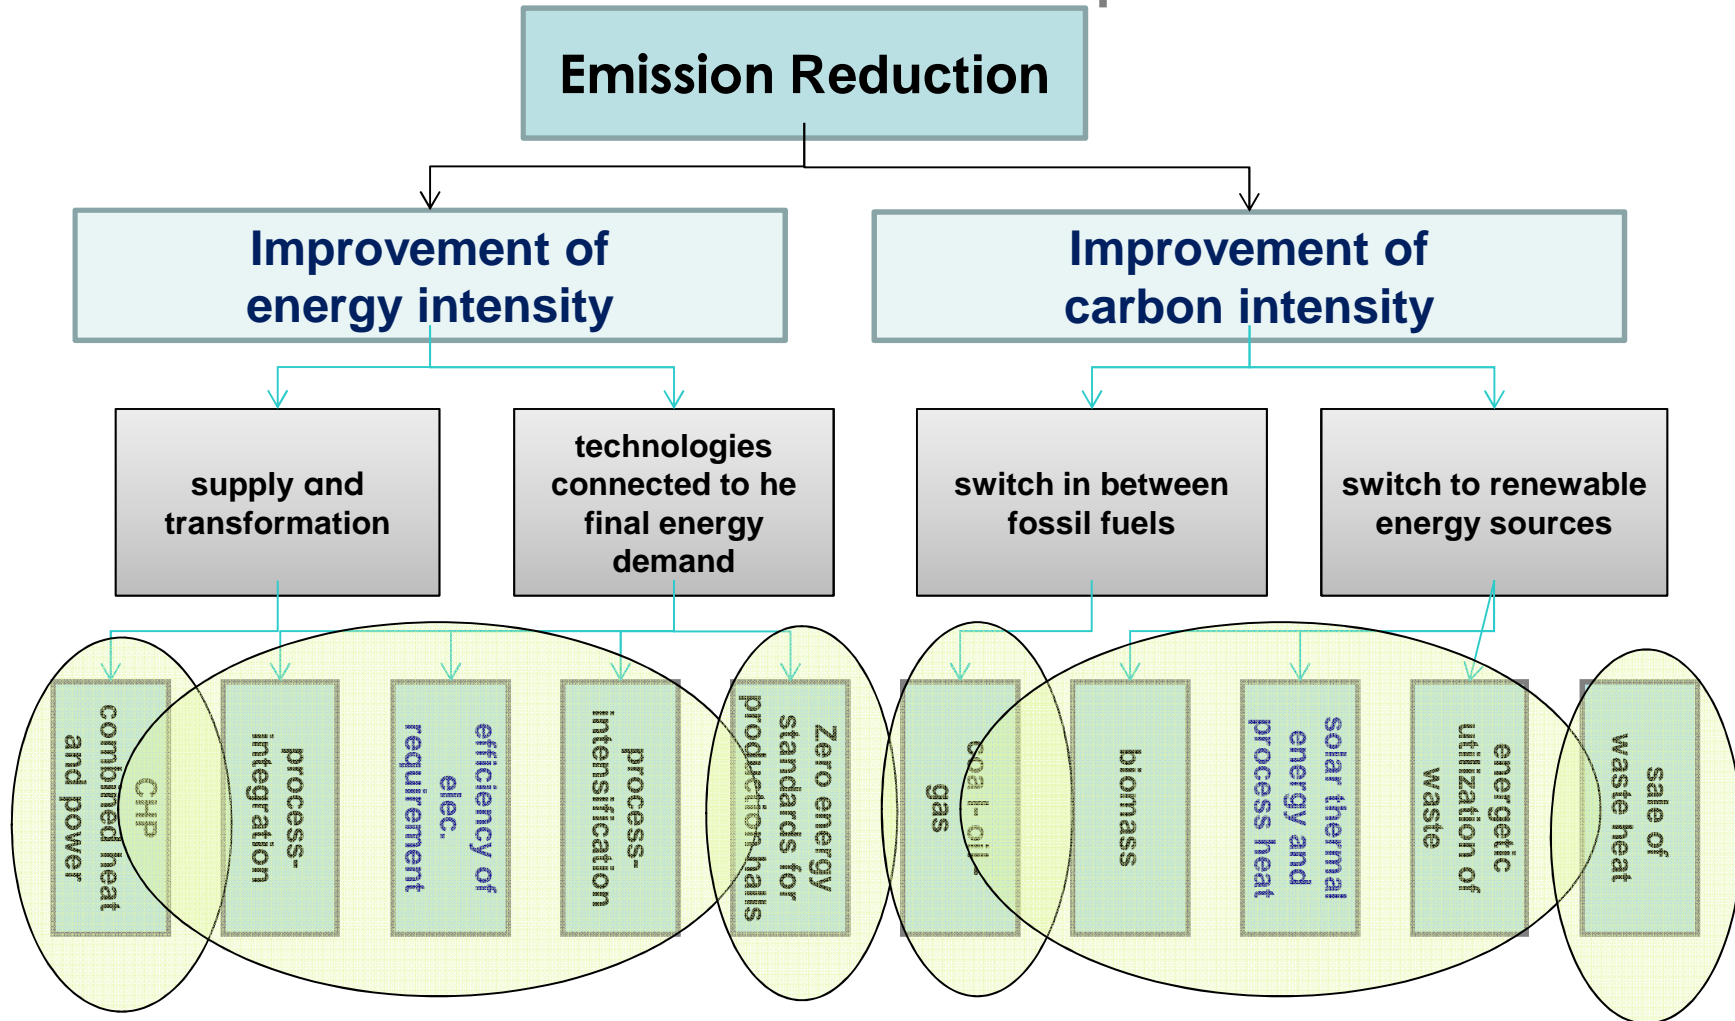 Emission Reduction
Improvement of
energy intensity
Improvement of
carbon intensity
supply and
transformation
technologies
connected to he
final energy
demand
switch in between
fossil fuels
switch to renewable
energy sources
CHP
combined heat
and power
process-
integration
efficiency of
elec.
requirement
process-
intensification
Zero energy
standards for
production halls
coal - oil-
gas
biomass
solar thermal
energy and
process heat
energetic
utilization of
waste
sale of
waste heat